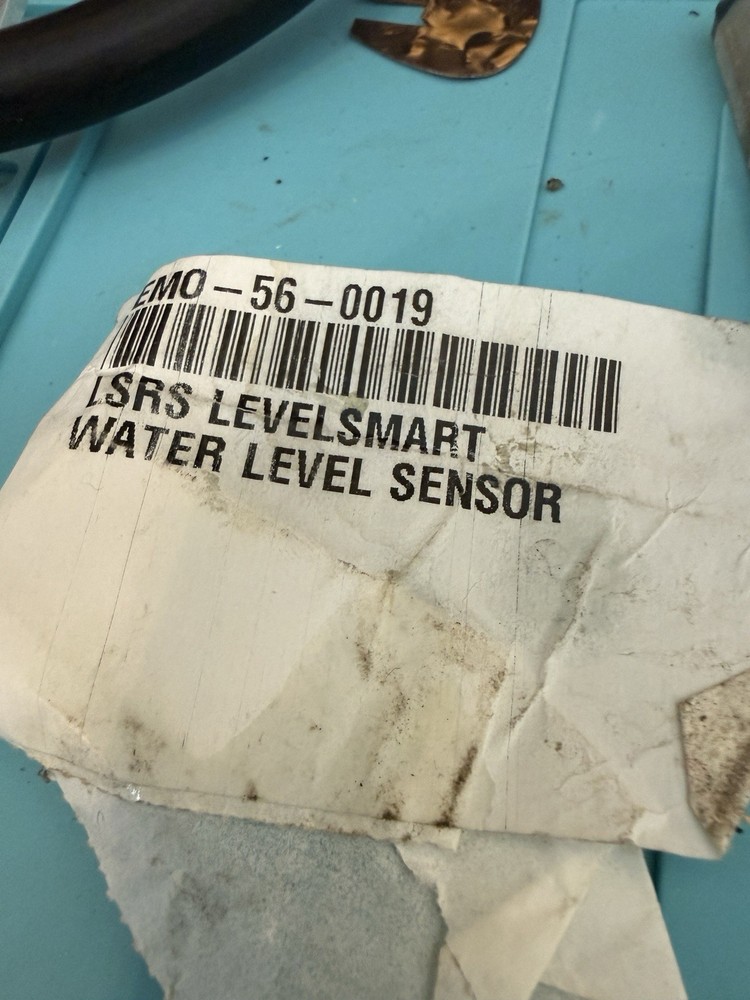 EMO-56-0019
LSRS LEVELSMART
WATER LEVEL SENSOR